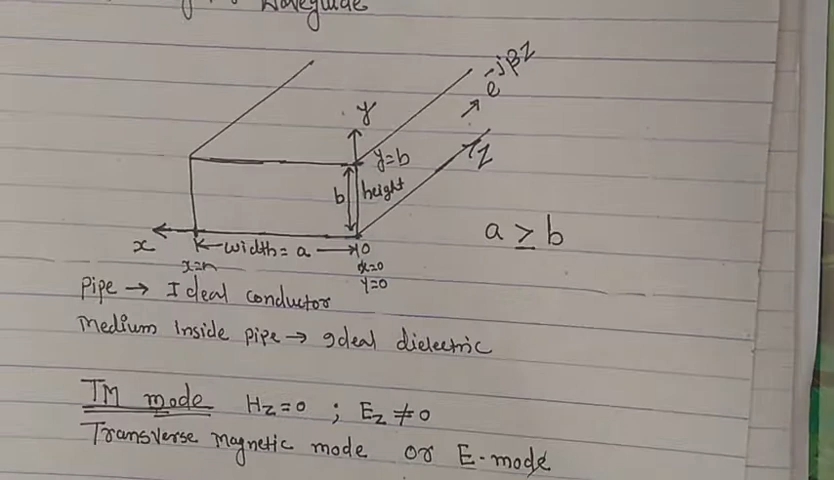 Waveguide
e^-jβz
y
y=b
z
b
height
a ≥ b
x
width = a
0
x=0
y=0
Pipe → Ideal conductor
Medium inside pipe → Ideal dielectric
TM mode Hz=0 ; Ez ≠ 0
Transverse magnetic mode or E-mode